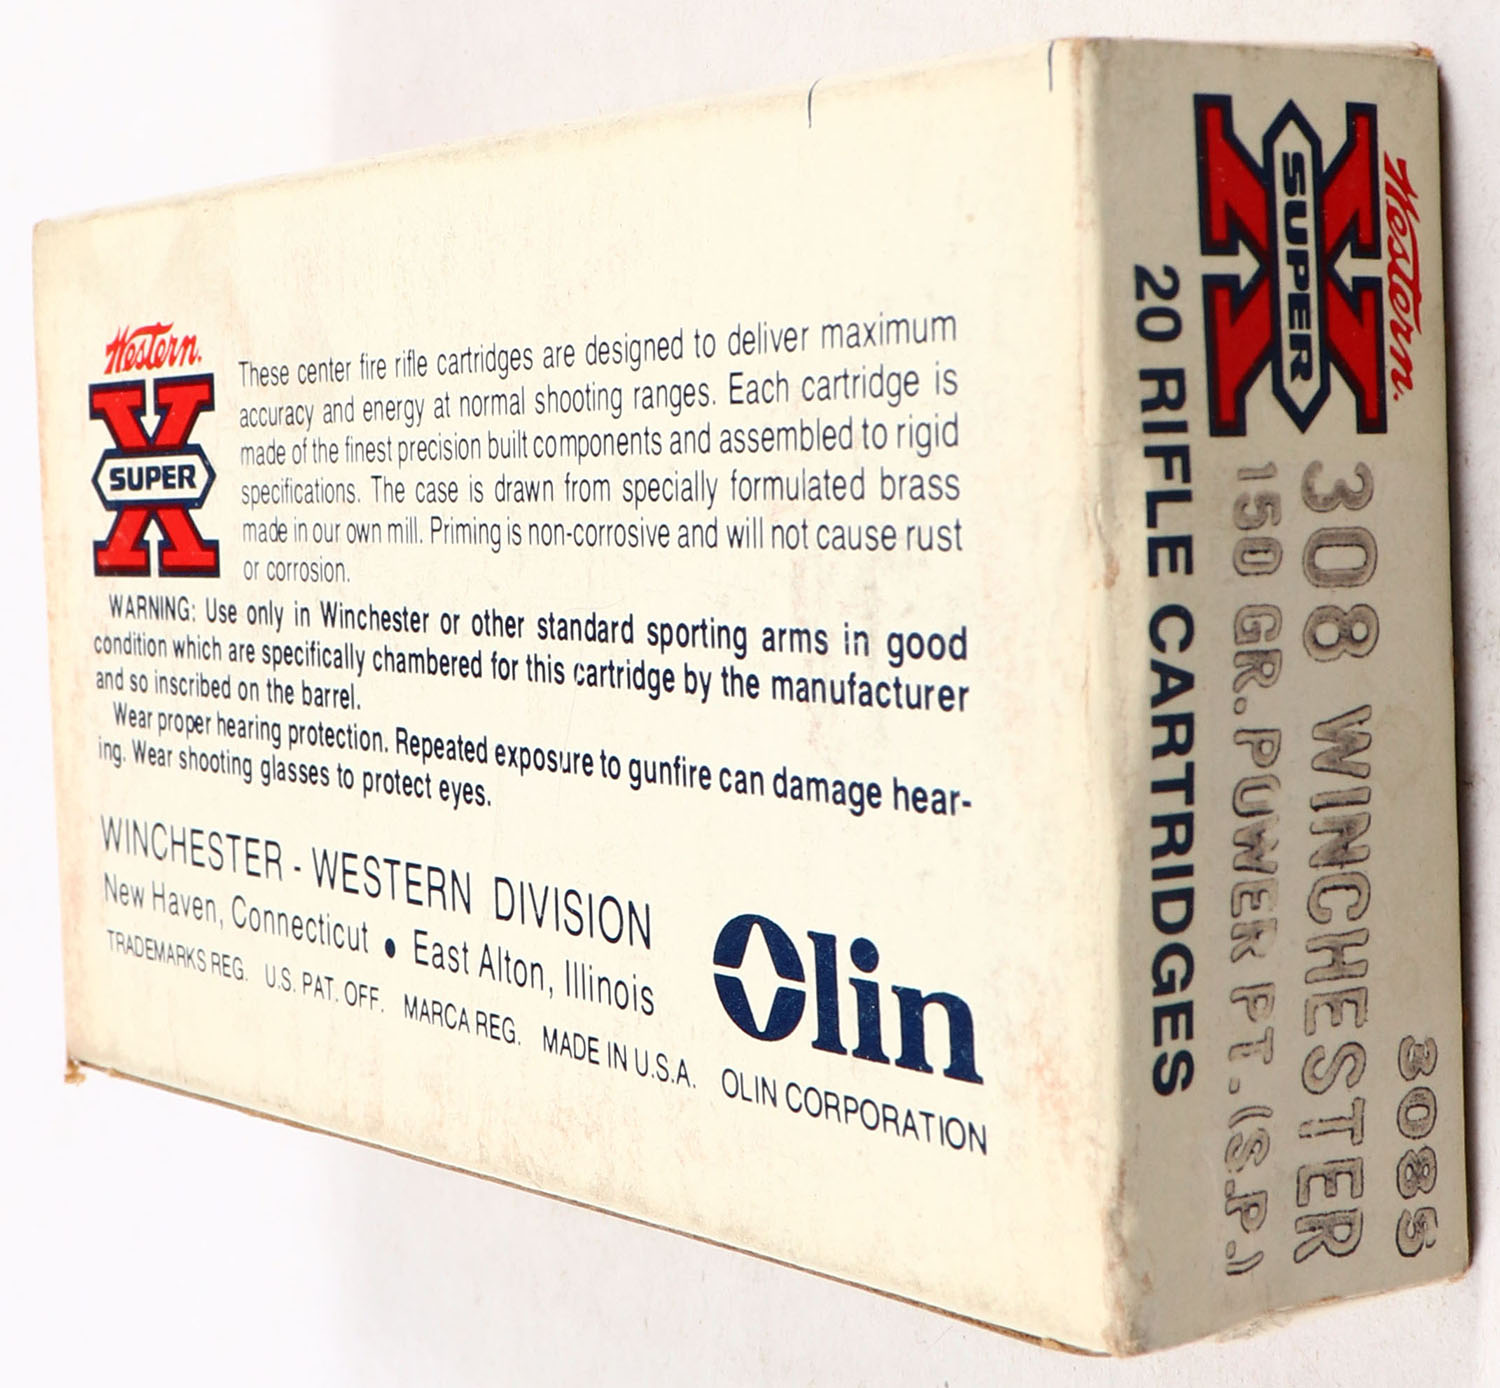 Western.
SUPER
X
These center fire rifle cartridges are designed to deliver maximum
accuracy and energy at normal shooting ranges. Each cartridge is
made of the finest precision built components and assembled to rigid
specifications. The case is drawn from specially formulated brass
made in our own mill. Priming is non-corrosive and will not cause rust
or corrosion.
WARNING: Use only in Winchester or other standard sporting arms in good
condition which are specifically chambered for this cartridge by the manufacturer
and so inscribed on the barrel.
Wear proper hearing protection. Repeated exposure to gunfire can damage hear-
ing. Wear shooting glasses to protect eyes.
WINCHESTER - WESTERN DIVISION
New Haven, Connecticut • East Alton, Illinois
TRADEMARKS REG. U.S. PAT. OFF. MARCA REG. MADE IN U.S.A. OLIN CORPORATION
Olin
Western.
SUPER
X
308 WINCHESTER
3085
150 GR. POWER PT. (S.P.)
20 RIFLE CARTRIDGES